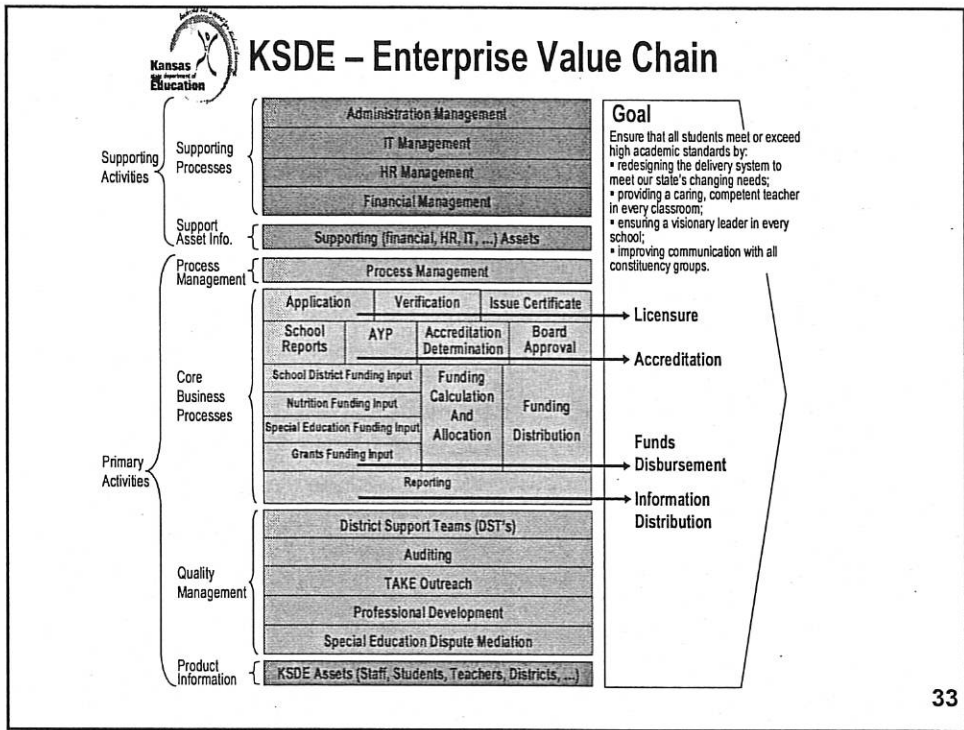 Kansas
state department of
Education
KSDE – Enterprise Value Chain
Supporting
Activities
Supporting
Processes
Administration Management
IT Management
HR Management
Financial Management
Support
Asset Info.
Supporting (financial, HR, IT, ...) Assets
Process
Management
Process Management
Primary
Activities
Core
Business
Processes
Application
Verification
Issue Certificate
School
Reports
AYP
Accreditation
Determination
Board
Approval
School District Funding Input
Nutrition Funding Input
Special Education Funding Input
Grants Funding Input
Funding
Calculation
And
Allocation
Funding
Distribution
Reporting
Quality
Management
District Support Teams (DST's)
Auditing
TAKE Outreach
Professional Development
Special Education Dispute Mediation
Product
Information
KSDE Assets (Staff, Students, Teachers, Districts, ...)
Goal
Ensure that all students meet or exceed
high academic standards by:
▪ redesigning the delivery system to
meet our state's changing needs;
▪ providing a caring, competent teacher
in every classroom;
▪ ensuring a visionary leader in every
school;
▪ improving communication with all
constituency groups.
Licensure
Accreditation
Funds
Disbursement
Information
Distribution
33